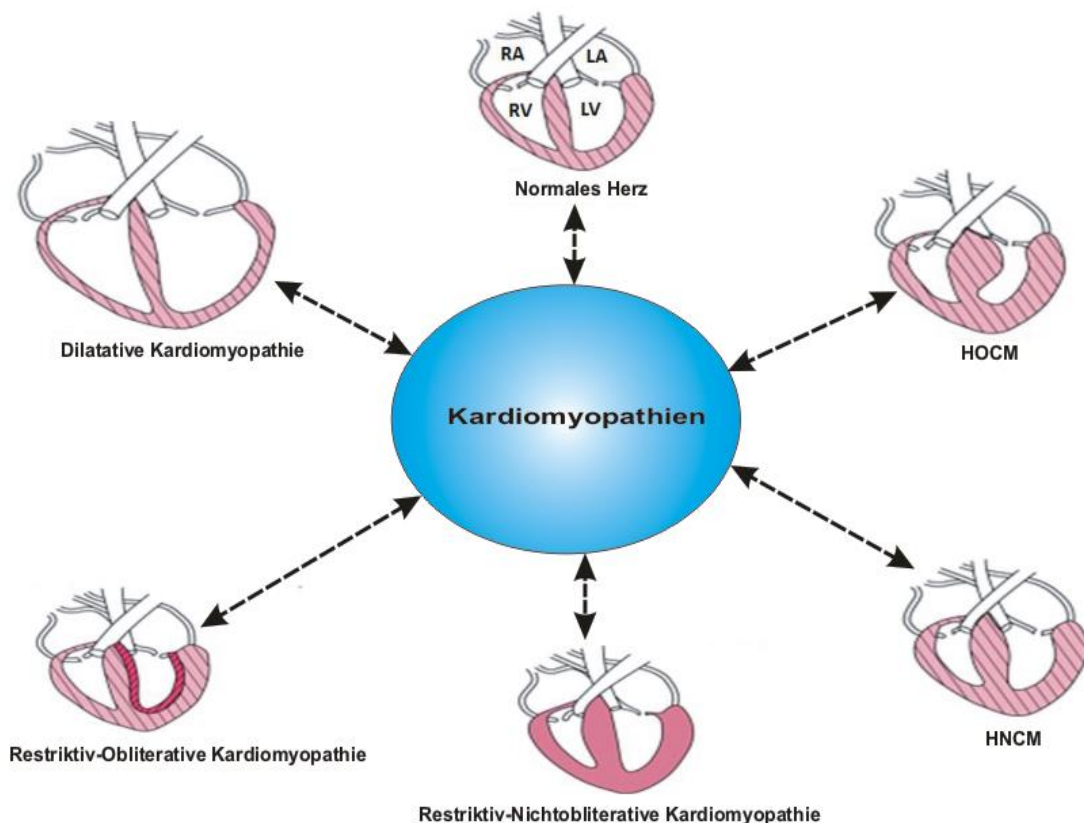 RA
LA
RV
LV
Normales Herz
Dilatative Kardiomyopathie
HOCM
Kardiomyopathien
Restriktiv-Obliterative Kardiomyopathie
HNCM
Restriktiv-Nichtobliterative Kardiomyopathie